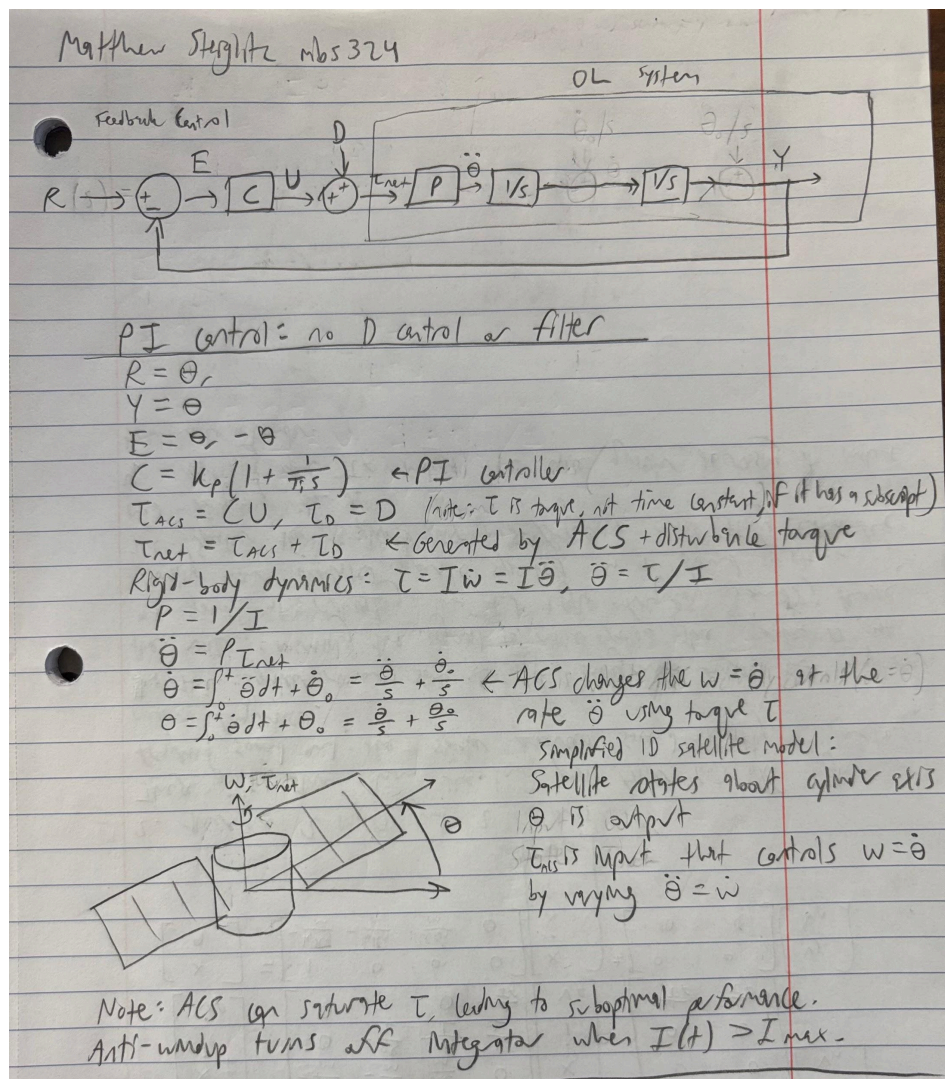 Matthew Sterglitz mbs324
OL system
Feedback Control
R E C U D τnet P θ̈ 1/s 1/s Y
+ - + +
PI control: no D control or filter
R = θr
Y = θ
E = θr - θ
C = Kp(1 + 1/TiS) ← PI controller
τACS = CU, τD = D (note: τ is torque, not time constant, if it has a subscript)
τnet = τACS + τD ← Generated by ACS + disturbance torque
Rigid-body dynamics: τ = Iẇ = Iθ̈, θ̈ = τ/I
P = 1/I
θ̈ = Pτnet
θ̇ = ∫₀ᵗ θ̈ dt + θ̇₀ = θ̈/s + θ̇₀/s ← ACS changes the w = θ̇ at the
θ = ∫₀ᵗ θ̇ dt + θ₀ = θ̇/s + θ₀/s rate θ̈ using torque τ
simplified 1D satellite model:
Satellite rotates about cylinder axis
θ is output
τACS is input that controls w = θ̇
by varying θ̈ = ẇ
w, τnet
θ
Note: ACS can saturate τ, leading to suboptimal performance.
Anti-windup turns off integrator when I(t) > Imax.